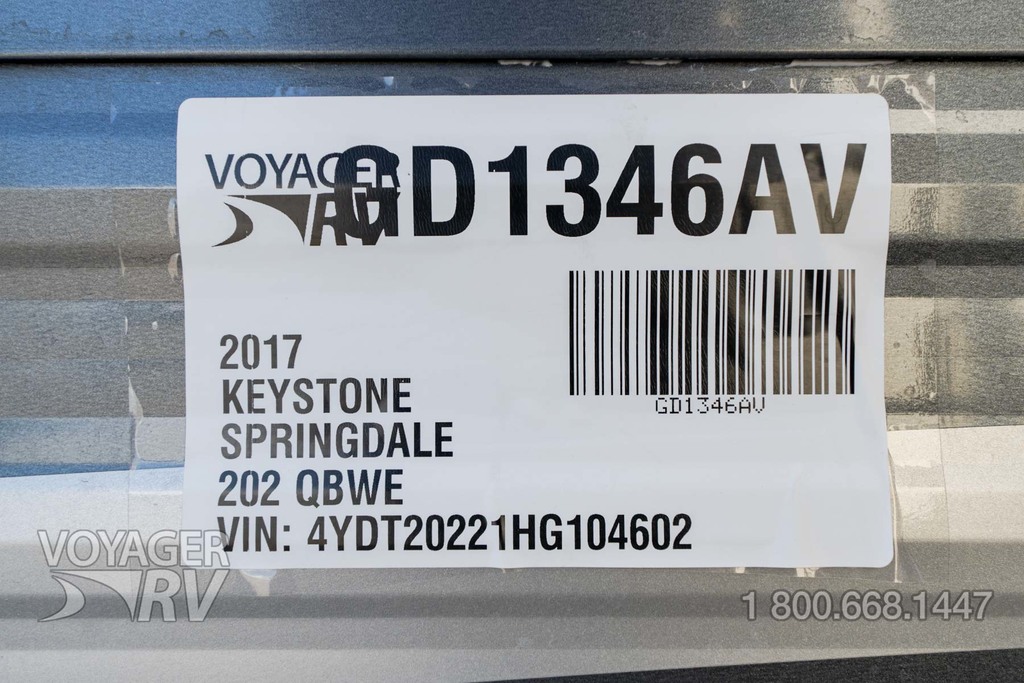 VOYAGER
RV
GD1346AV
GD1346AV
2017
KEYSTONE
SPRINGDALE
202 QBWE
VIN: 4YDT20221HG104602
VOYAGER
RV
1 800.668.1447